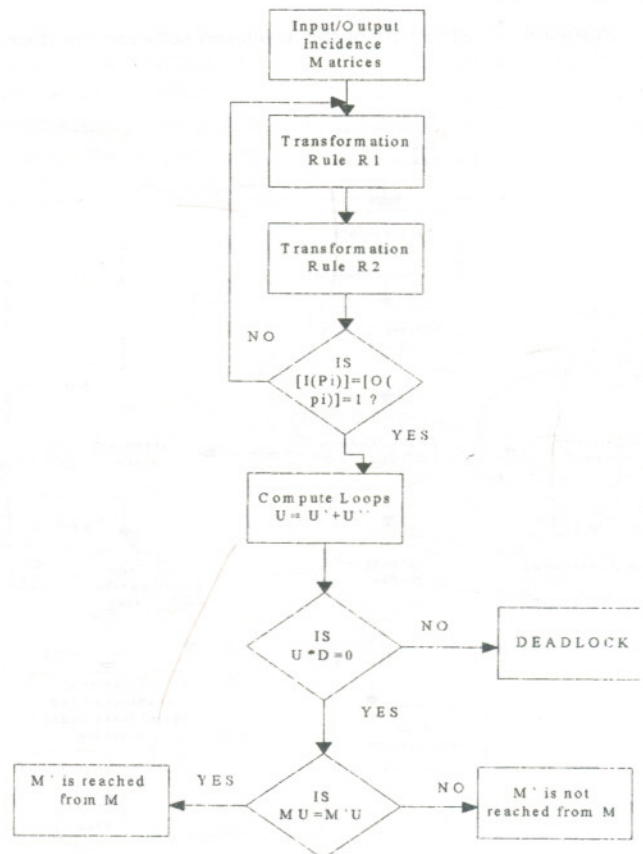 Input/Output
Incidence
Matrices
Transformation
Rule R1
Transformation
Rule R2
NO
IS
[I(Pi)]=[O(
pi)]=1 ?
YES
Compute Loops
U= U`+U``
IS
U*D=0
NO
DEADLOCK
YES
M` is reached
from M
YES
IS
MU=M`U
NO
M` is not
reached from M